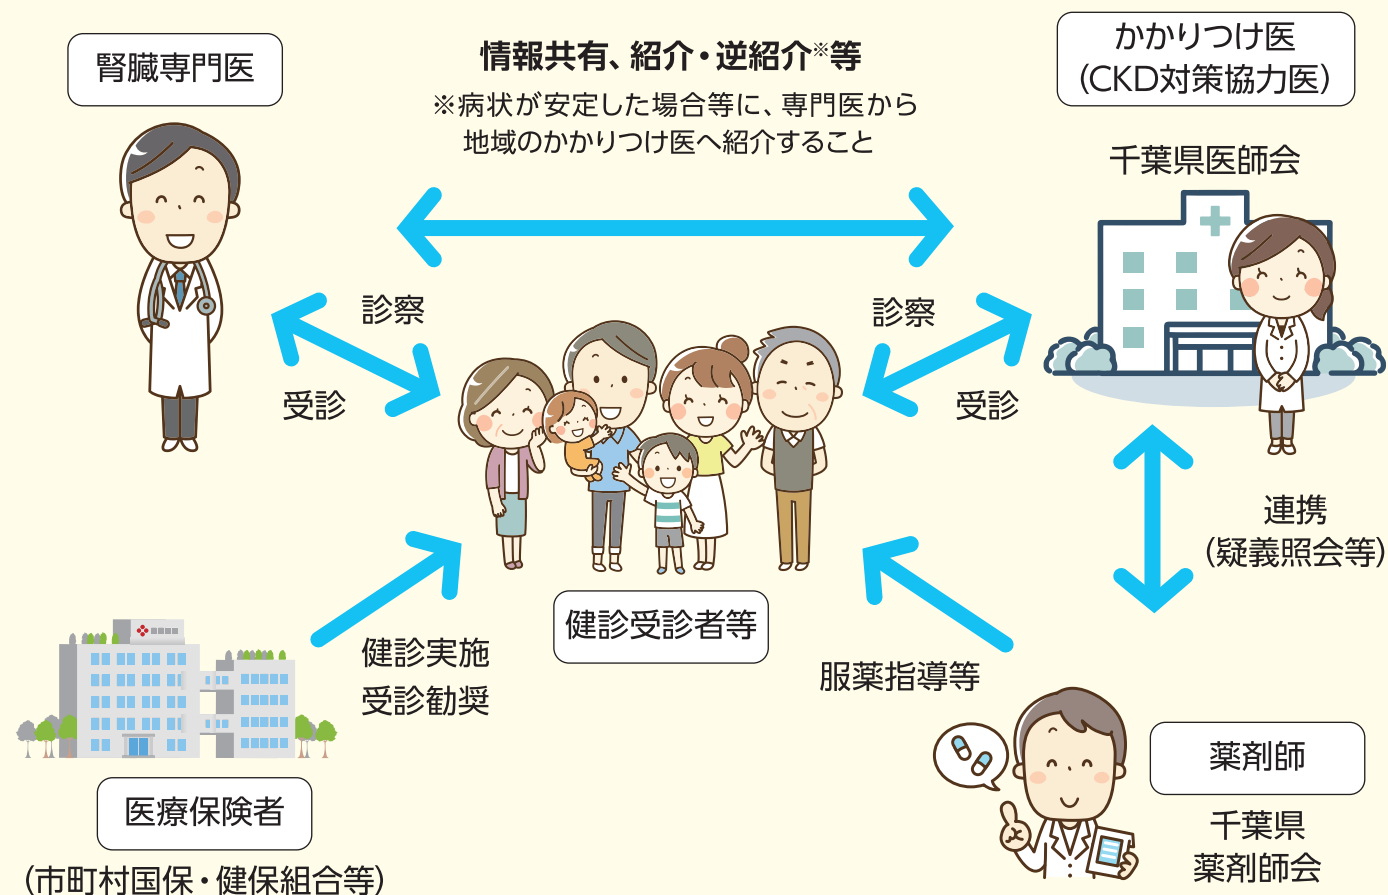 腎臓専門医
情報共有、紹介・逆紹介※等
※病状が安定した場合等に、専門医から
地域のかかりつけ医へ紹介すること
かかりつけ医
(CKD対策協力医)
千葉県医師会
診察
受診
診察
受診
連携
(疑義照会等)
健診受診者等
健診実施
受診勧奨
服薬指導等
医療保険者
(市町村国保・健保組合等)
薬剤師
千葉県
薬剤師会